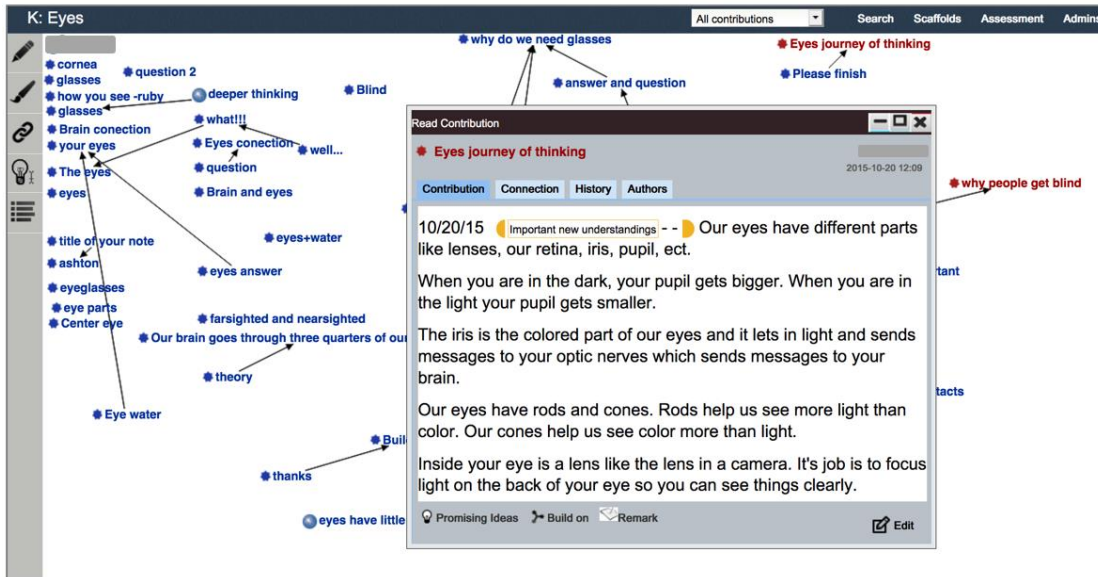 K: Eyes
All contributions
Search
Scaffolds
Assessment
Admins
why do we need glasses
Eyes journey of thinking
cornea
question 2
Please finish
glasses
answer and question
how you see -ruby
deeper thinking
Blind
glasses
what!!!
Brain conection
your eyes
Eyes conection
well...
The eyes
question
eyes
Brain and eyes
why people get blind
title of your note
eyes+water
ashton
eyes answer
eyeglasses
eye parts
Center eye
farsighted and nearsighted
Our brain goes through three quarters of our
theory
Eye water
thanks
eyes have little
Read Contribution
Eyes journey of thinking
2015-10-20 12:09
Contribution
Connection
History
Authors
10/20/15 Important new understandings - - Our eyes have different parts
like lenses, our retina, iris, pupil, ect.
When you are in the dark, your pupil gets bigger. When you are in
the light your pupil gets smaller.
The iris is the colored part of our eyes and it lets in light and sends
messages to your optic nerves which sends messages to your
brain.
Our eyes have rods and cones. Rods help us see more light than
color. Our cones help us see color more than light.
Inside your eye is a lens like the lens in a camera. It's job is to focus
light on the back of your eye so you can see things clearly.
Promising Ideas
Build on
Remark
Edit